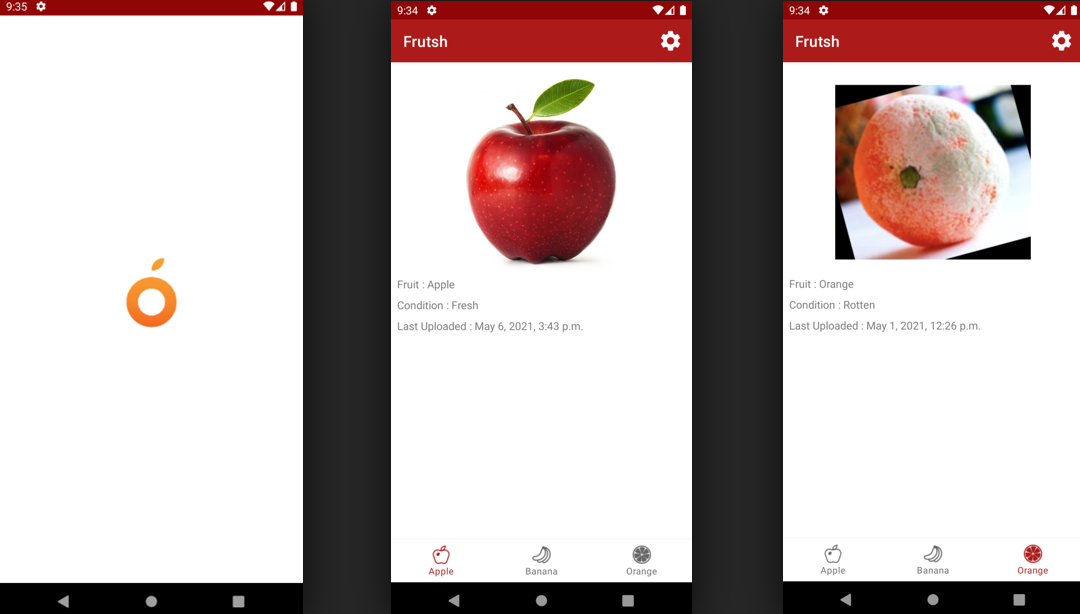 9:35
9:34
Frutsh
Fruit : Apple
Condition : Fresh
Last Uploaded : May 6, 2021, 3:43 p.m.
Apple
Banana
Orange
9:34
Frutsh
Fruit : Orange
Condition : Rotten
Last Uploaded : May 1, 2021, 12:26 p.m.
Apple
Banana
Orange